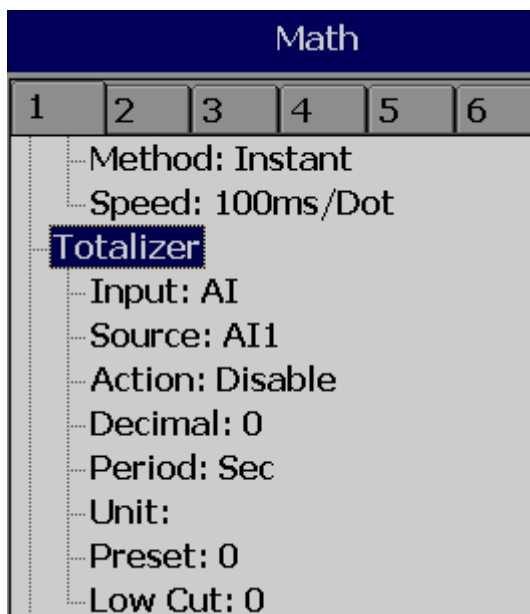 Math
1 2 3 4 5 6
Method: Instant
Speed: 100ms/Dot
Totalizer
Input: AI
Source: AI1
Action: Disable
Decimal: 0
Period: Sec
Unit:
Preset: 0
Low Cut: 0